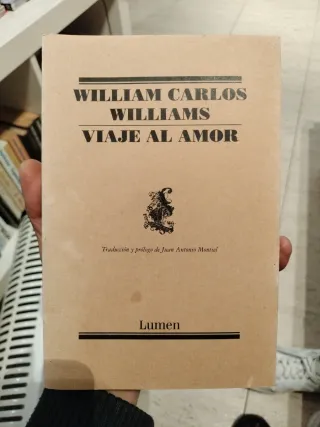 WILLIAM CARLOS
WILLIAMS
VIAJE AL AMOR
Traducción y prólogo de Juan Antonio Montiel
Lumen